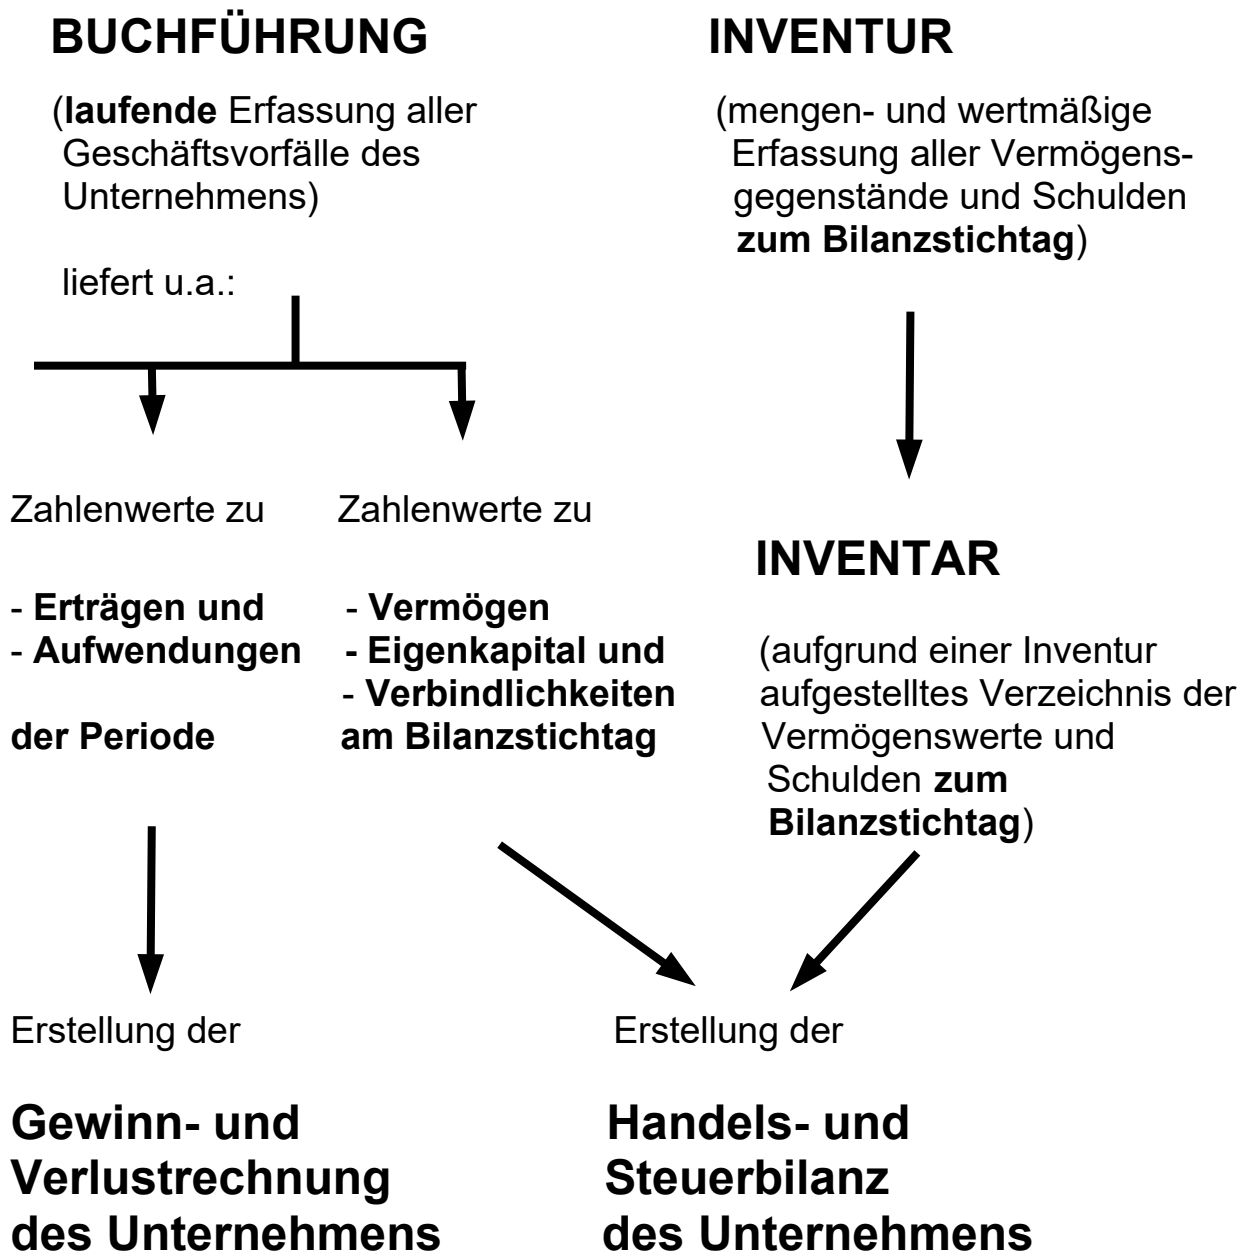 BUCHFÜHRUNG
(laufende Erfassung aller
Geschäftsvorfälle des
Unternehmens)
liefert u.a.:
INVENTUR
(mengen- und wertmäßige
Erfassung aller Vermögens-
gegenstände und Schulden
zum Bilanzstichtag)
Zahlenwerte zu
- Erträgen und
- Aufwendungen
der Periode
Zahlenwerte zu
- Vermögen
- Eigenkapital und
- Verbindlichkeiten
am Bilanzstichtag
INVENTAR
(aufgrund einer Inventur
aufgestelltes Verzeichnis der
Vermögenswerte und
Schulden zum
Bilanzstichtag)
Erstellung der
Gewinn- und
Verlustrechnung
des Unternehmens
Erstellung der
Handels- und
Steuerbilanz
des Unternehmens